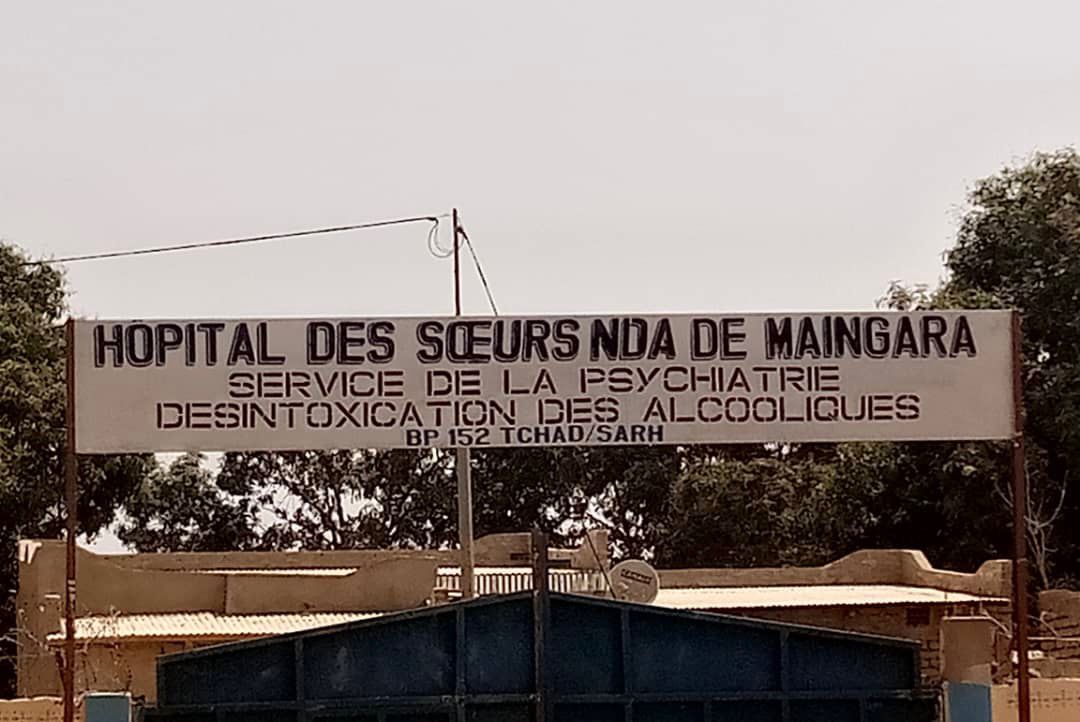 HÔPITAL DES SŒURS NDA DE MAINGARA
SERVICE DE LA PSYCHIATRIE
DESINTOXICATION DES ALCOOLIQUES
BP 152 TCHAD/SARH